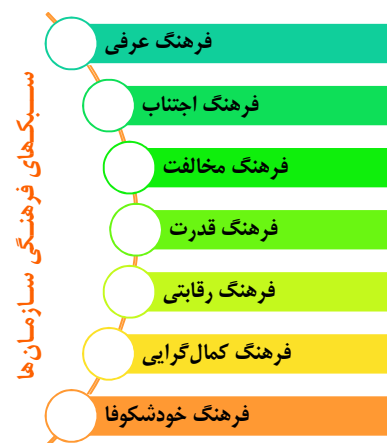 سبک‌های فرهنگی سازمان‌ها
فرهنگ عرفی
فرهنگ اجتناب
فرهنگ مخالفت
فرهنگ قدرت
فرهنگ رقابتی
فرهنگ کمال‌گرایی
فرهنگ خودشکوفا